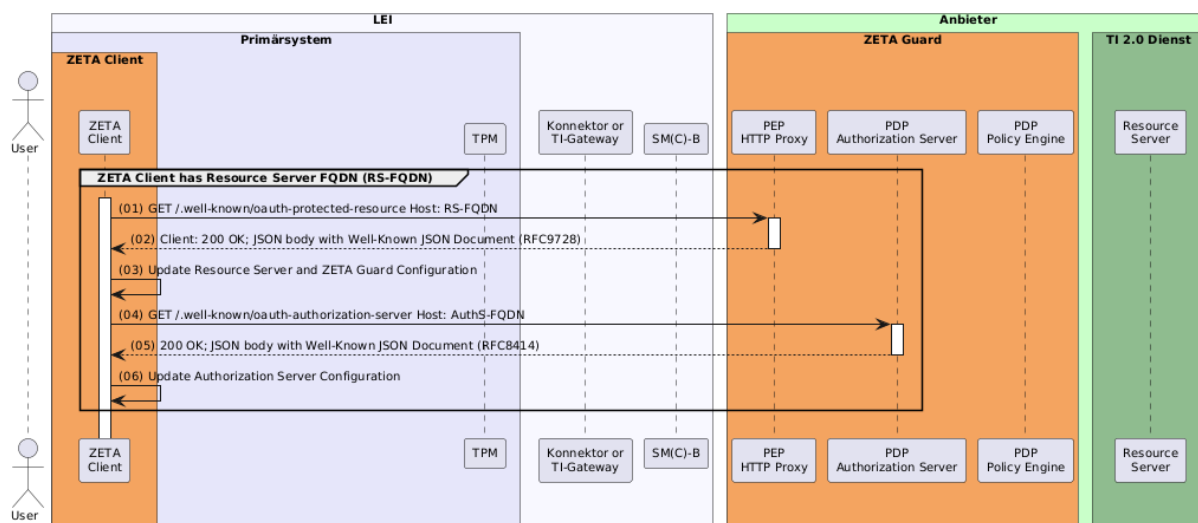 LEI
Anbieter
Primärsystem
ZETA Guard
TI 2.0 Dienst
ZETA Client
User
ZETA
Client
TPM
Konnektor or
TI-Gateway
SM(C)-B
PEP
HTTP Proxy
PDP
Authorization Server
PDP
Policy Engine
Resource
Server
ZETA Client has Resource Server FQDN (RS-FQDN)
(01) GET /.well-known/oauth-protected-resource Host: RS-FQDN
(02) Client: 200 OK; JSON body with Well-Known JSON Document (RFC9728)
(03) Update Resource Server and ZETA Guard Configuration
(04) GET /.well-known/oauth-authorization-server Host: AuthS-FQDN
(05) 200 OK; JSON body with Well-Known JSON Document (RFC8414)
(06) Update Authorization Server Configuration
User
ZETA
Client
TPM
Konnektor or
TI-Gateway
SM(C)-B
PEP
HTTP Proxy
PDP
Authorization Server
PDP
Policy Engine
Resource
Server